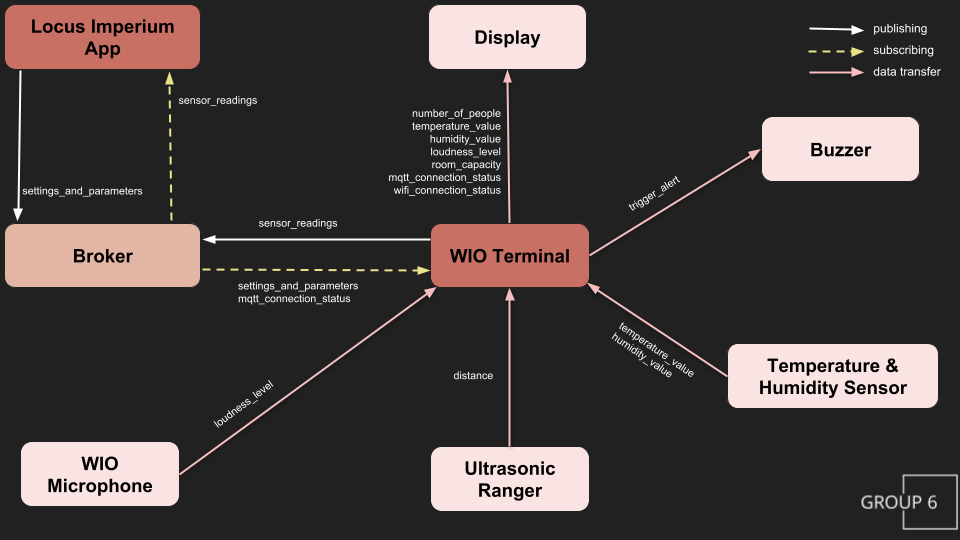 Locus Imperium
App
Display
publishing
subscribing
data transfer
sensor_readings
number_of_people
temperature_value
humidity_value
loudness_level
room_capacity
mqtt_connection_status
wifi_connection_status
Buzzer
settings_and_parameters
trigger_alert
sensor_readings
Broker
WIO Terminal
settings_and_parameters
mqtt_connection_status
temperature_value
humidity_value
distance
Temperature &
Humidity Sensor
loudness_level
WIO
Microphone
Ultrasonic
Ranger
GROUP 6